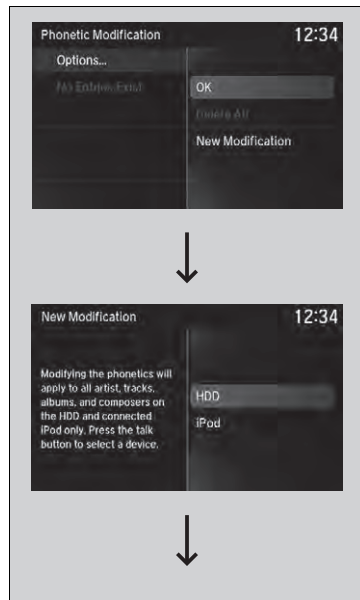 Phonetic Modification 12:34
Options...
No Entries Exist OK
Delete All
New Modification
New Modification 12:34
Modifying the phonetics will
apply to all artist, tracks,
albums, and composers on
the HDD and connected
iPod only. Press the talk
button to select a device.
HDD
iPod